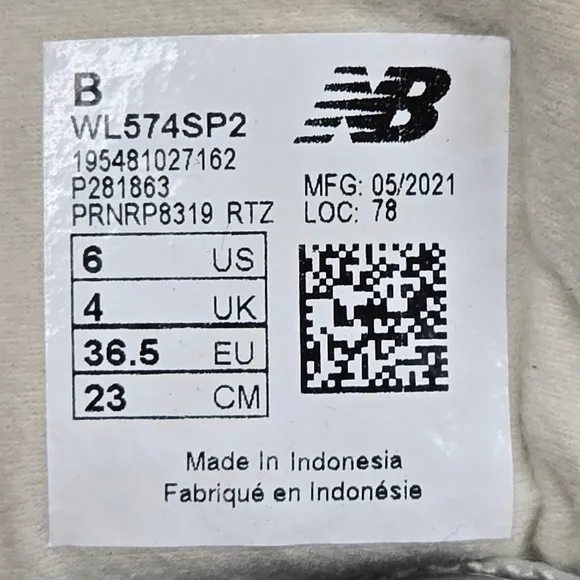 B
NB
WL574SP2
195481027162
P281863
MFG: 05/2021
PRNRP8319 RTZ
LOC: 78
6 US
4 UK
36.5 EU
23 CM
Made In Indonesia
Fabriqué en Indonésie